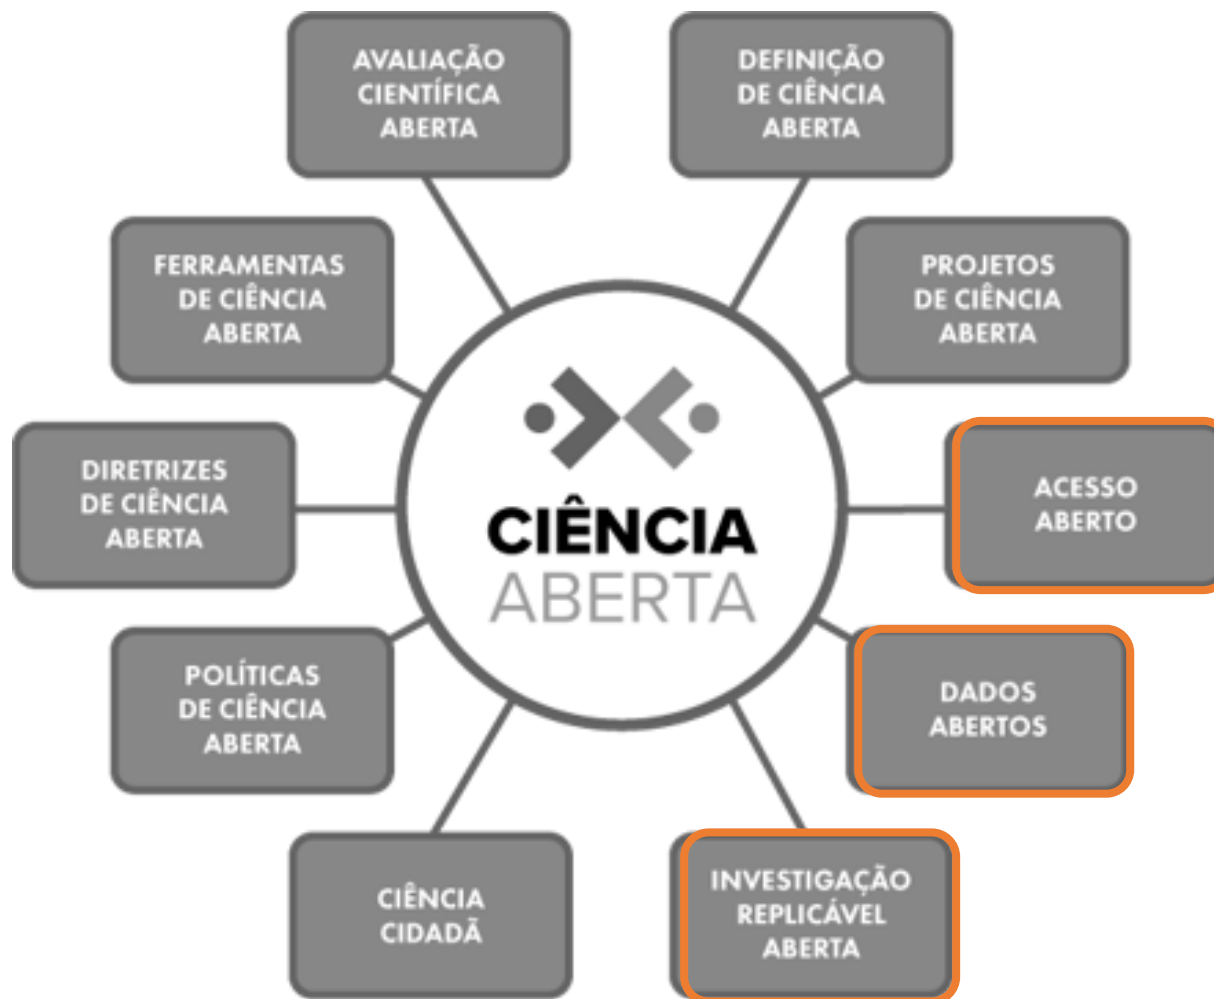 AVALIAÇÃO
CIENTÍFICA
ABERTA
DEFINIÇÃO
DE CIÊNCIA
ABERTA
FERRAMENTAS
DE CIÊNCIA
ABERTA
PROJETOS
DE CIÊNCIA
ABERTA
DIRETRIZES
DE CIÊNCIA
ABERTA
CIÊNCIA
ABERTA
ACESSO
ABERTO
POLÍTICAS
DE CIÊNCIA
ABERTA
DADOS
ABERTOS
CIÊNCIA
CIDADÃ
INVESTIGAÇÃO
REPLICÁVEL
ABERTA